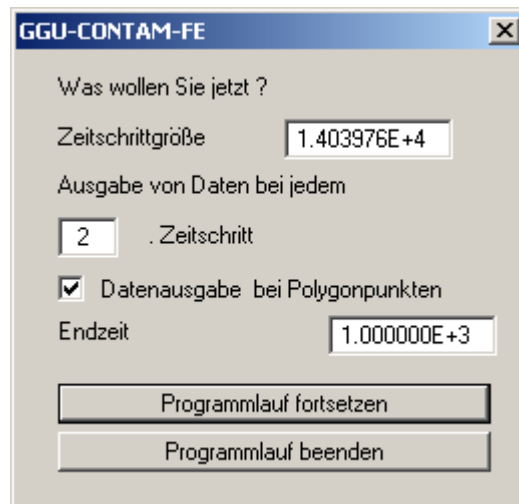 GGU-CONTAM-FE
Was wollen Sie jetzt ?
Zeitschrittgröße 1.403976E+4
Ausgabe von Daten bei jedem
2 . Zeitschritt
Datenausgabe bei Polygonpunkten
Endzeit 1.000000E+3
Programmlauf fortsetzen
Programmlauf beenden